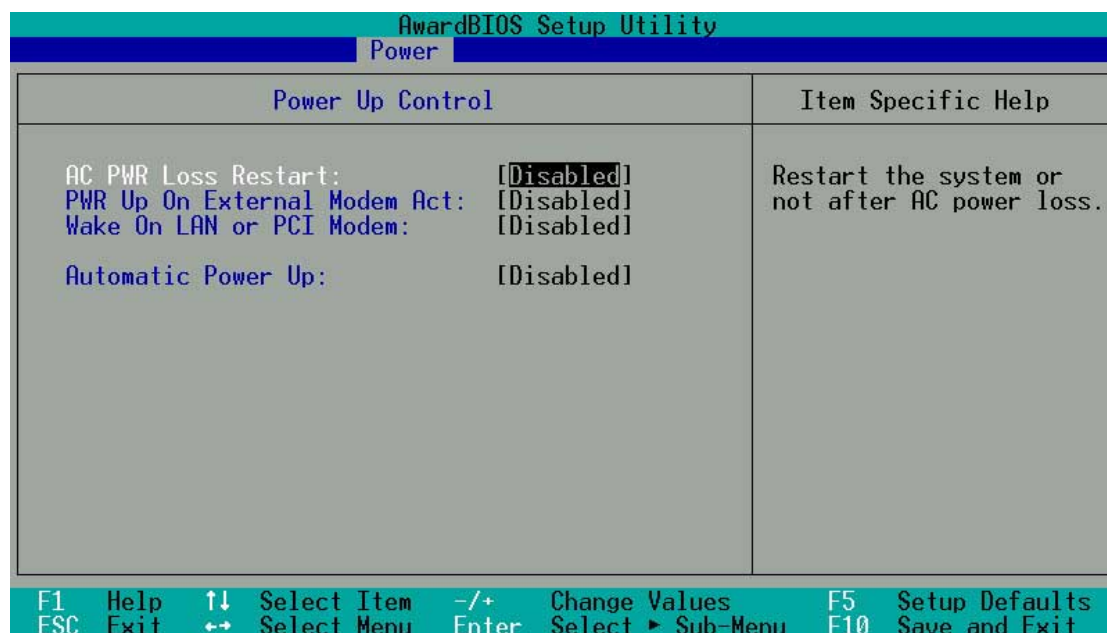 AwardBIOS Setup Utility
Power
Power Up Control
Item Specific Help
AC PWR Loss Restart: [Disabled]
PWR Up On External Modem Act: [Disabled]
Wake On LAN or PCI Modem: [Disabled]
Automatic Power Up: [Disabled]
Restart the system or
not after AC power loss.
F1 Help ↑↓ Select Item -/+ Change Values F5 Setup Defaults
ESC Exit ←→ Select Menu Enter Select ► Sub-Menu F10 Save and Exit